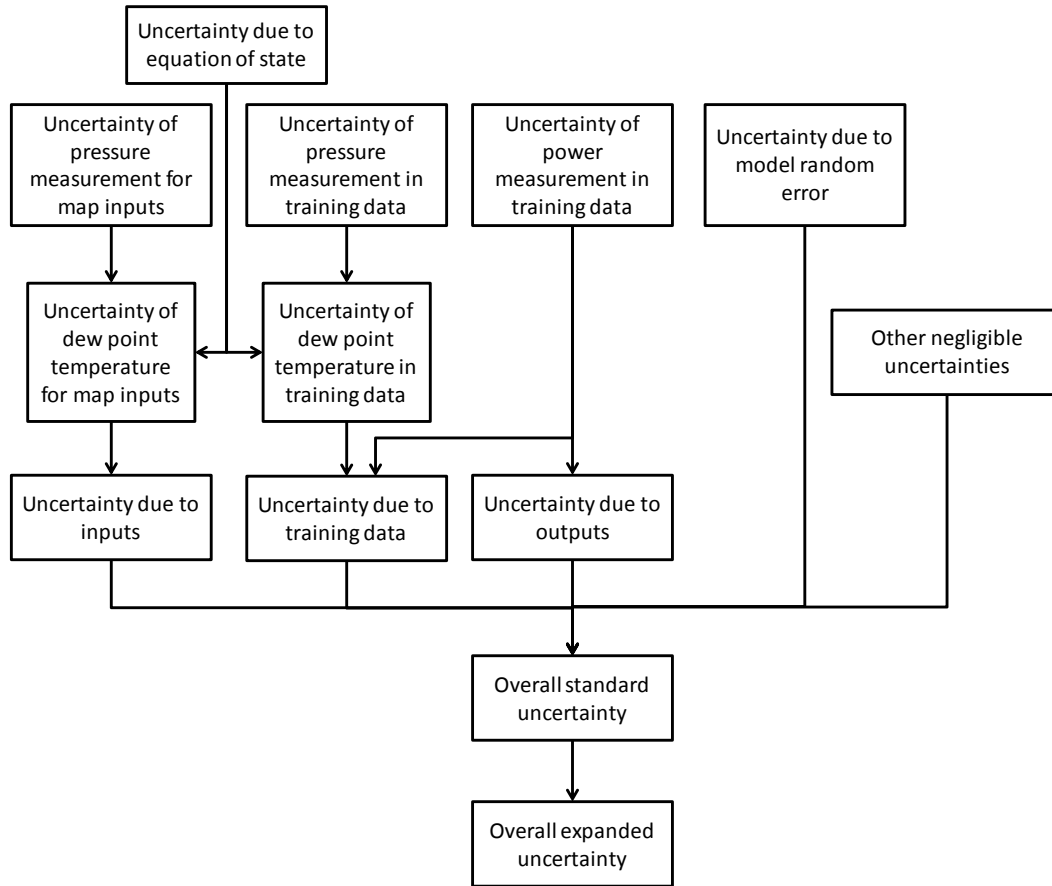 Uncertainty due to
equation of state
Uncertainty of
pressure
measurement for
map inputs
Uncertainty of
pressure
measurement in
training data
Uncertainty of
power
measurement in
training data
Uncertainty due to
model random
error
Uncertainty of
dew point
temperature
for map inputs
Uncertainty of
dew point
temperature in
training data
Other negligible
uncertainties
Uncertainty due to
inputs
Uncertainty due to
training data
Uncertainty due to
outputs
Overall standard
uncertainty
Overall expanded
uncertainty